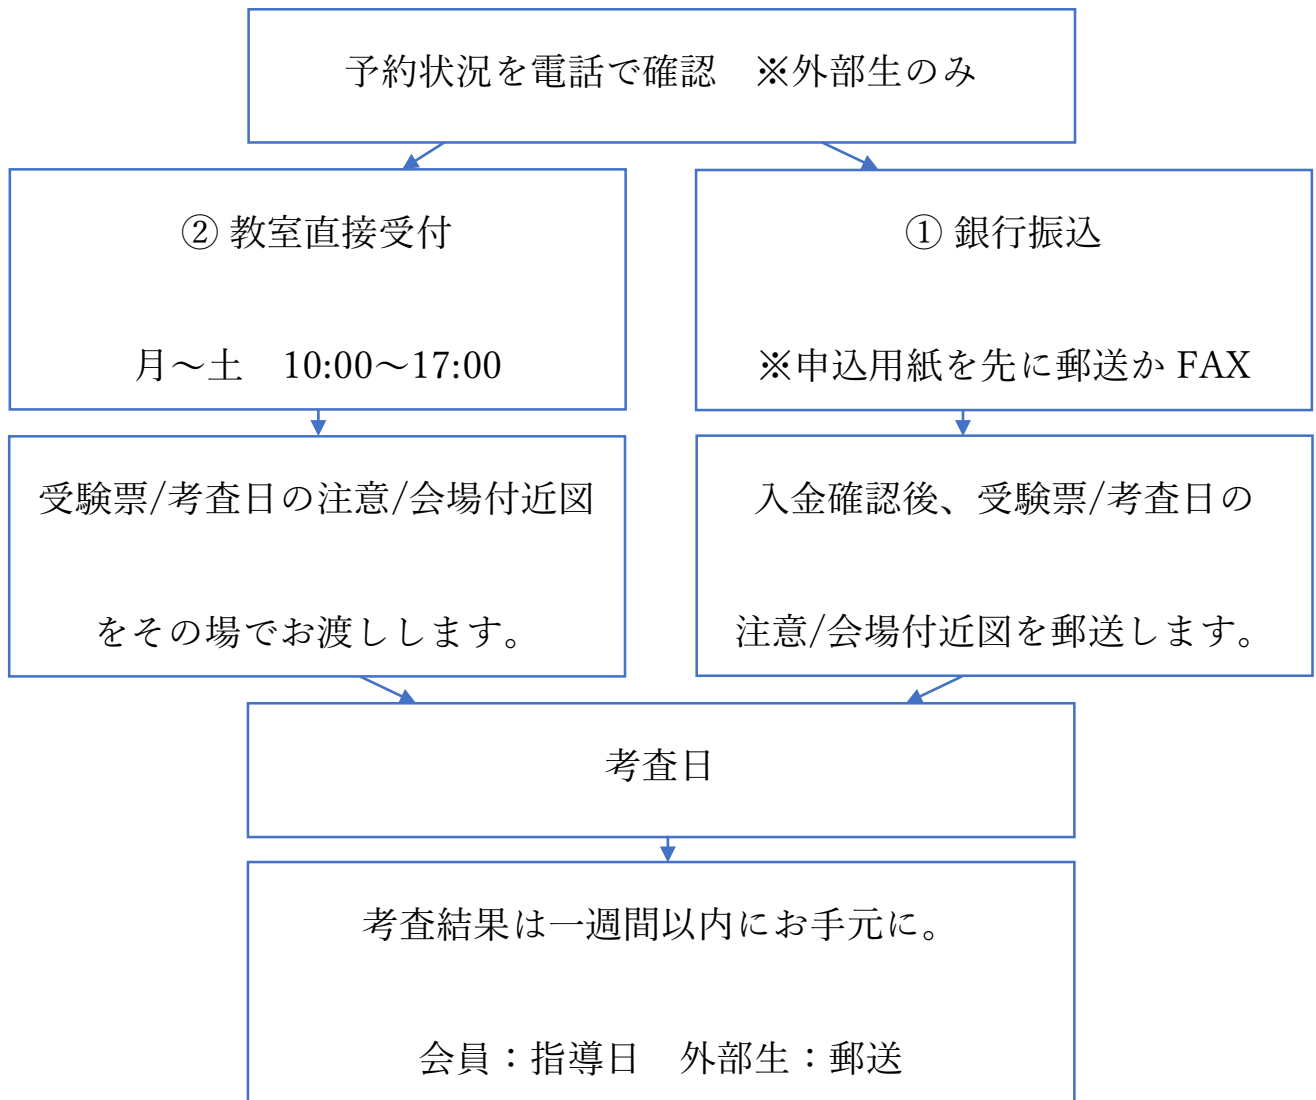 予約状況を電話で確認　※外部生のみ
② 教室直接受付
月～土　10:00～17:00
① 銀行振込
※申込用紙を先に郵送か FAX
受験票/考査日の注意/会場付近図
をその場でお渡しします。
入金確認後、受験票/考査日の
注意/会場付近図を郵送します。
考査日
考査結果は一週間以内にお手元に。
会員：指導日　外部生：郵送